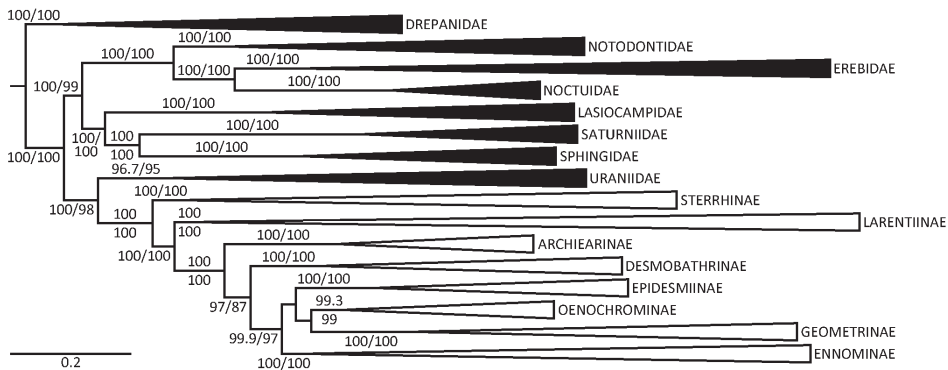 100/100
DREPANIDAE
100/100
NOTODONTIDAE
100/100
100/100
EREBIDAE
100/100
100/100
NOCTUIDAE
100/99
100/100
LASIOCAMPIDAE
100/100
SATURNIIDAE
100/
100
100
100
100/100
SPHINGIDAE
100/100
96.7/95
URANIIDAE
100/100
STERRHINAE
100/98
100
100
100
100
LARENTIINAE
100/100
100/100
ARCHIEARINAE
100
100
100/100
DESMOBATHRINAE
100/100
EPIDESMIINAE
97/87
99.3
99
OENOCHROMINAE
99.9/97
100/100
GEOMETRINAE
100/100
ENNOMINAE
0.2